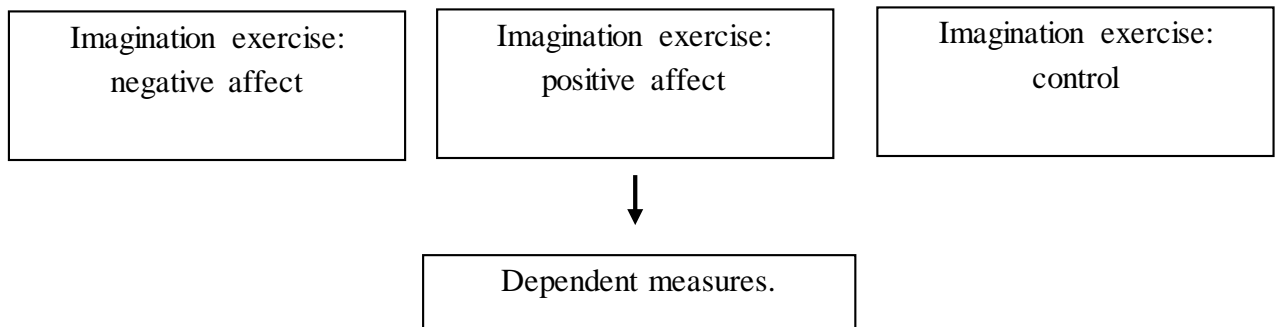 Imagination exercise:
negative affect
Imagination exercise:
positive affect
Imagination exercise:
control
Dependent measures.